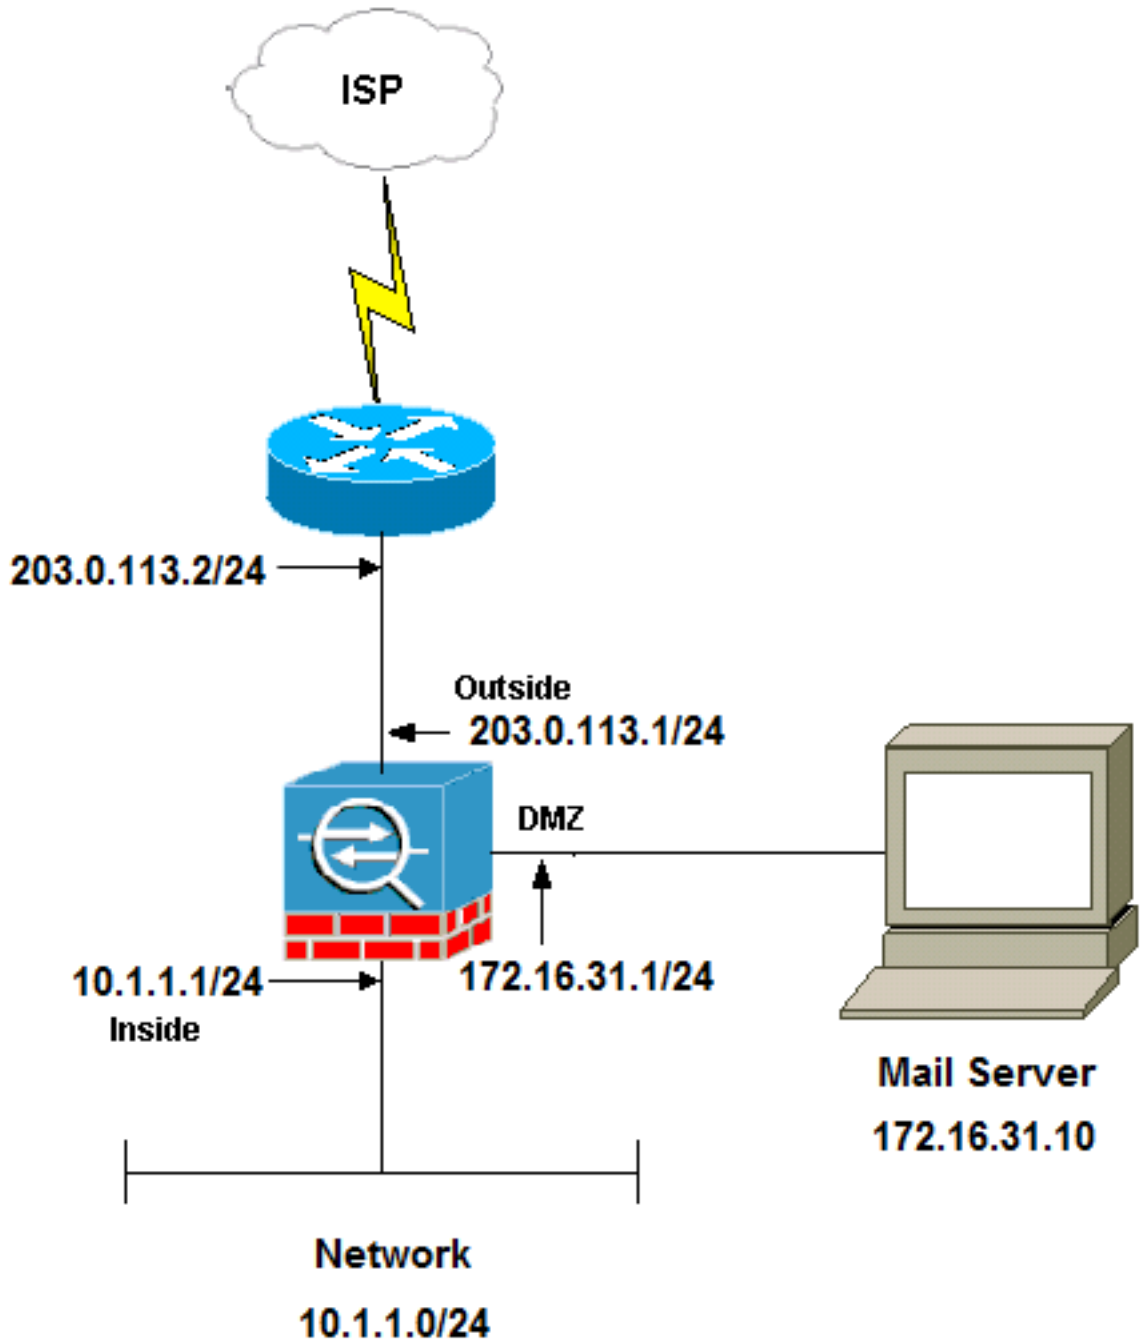 ISP
203.0.113.2/24
Outside
203.0.113.1/24
DMZ
172.16.31.1/24
10.1.1.1/24
Inside
Mail Server
172.16.31.10
Network
10.1.1.0/24